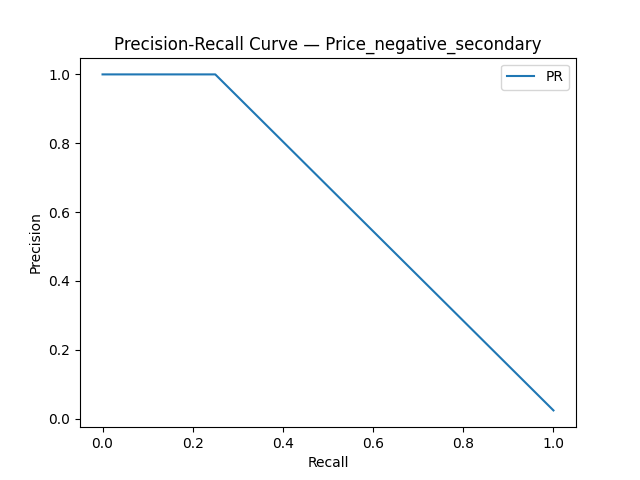 Precision-Recall Curve — Price_negative_secondary
PR
Precision
1.0
0.8
0.6
0.4
0.2
0.0
0.0 0.2 0.4 0.6 0.8 1.0
Recall